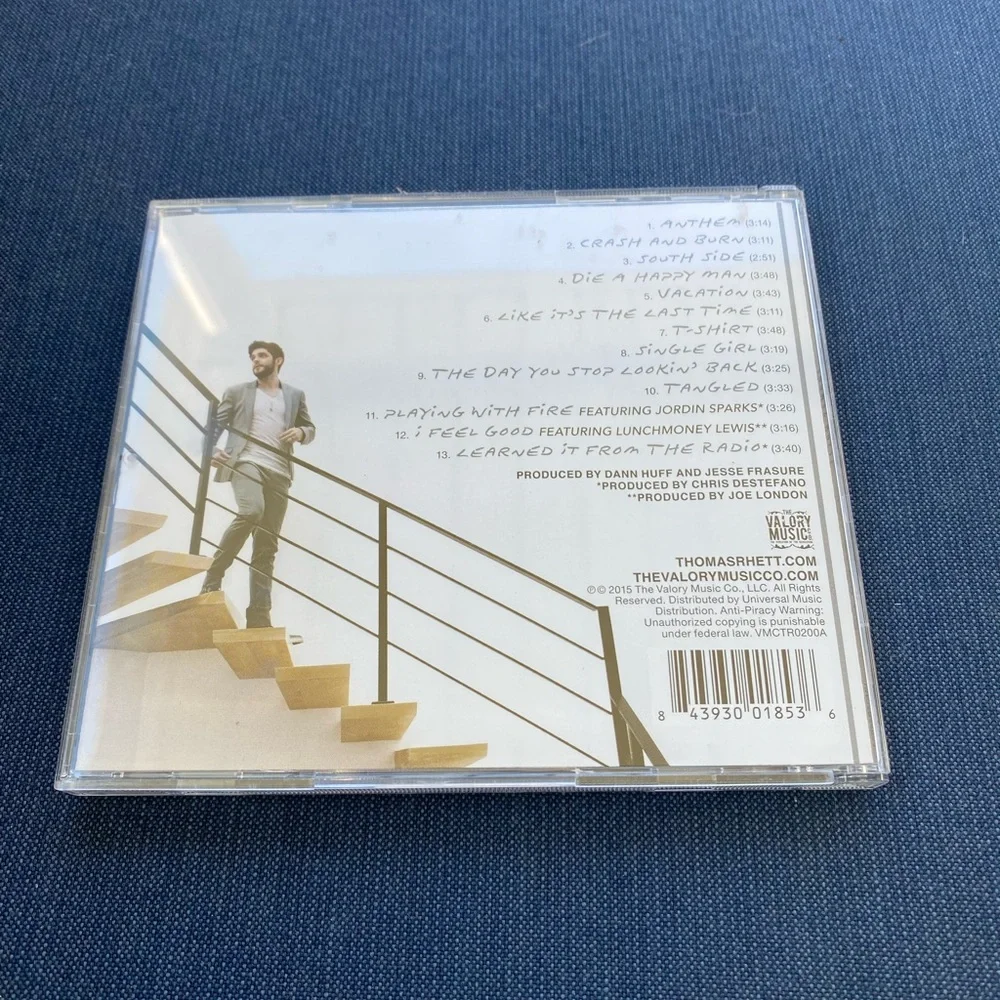 1. ANTHEM (3:14)
2. CRASH AND BURN (3:11)
3. SOUTH SiDE (2:51)
4. DiE A HAPPY MAN (3:48)
5. VACATiON (3:43)
6. LiKE iT'S THE LAST TiME (3:11)
7. T-SHiRT (3:48)
8. SiNGLE GiRL (3:19)
9. THE DAY YOU STOP LOOKiN' BACK (3:25)
10. TANGLED (3:33)
11. PLAYiNG WiTH FiRE FEATURING JORDIN SPARKS* (3:26)
12. i FEEL GOOD FEATURING LUNCHMONEY LEWIS** (3:16)
13. LEARNED iT FROM THE RADiO* (3:40)
PRODUCED BY DANN HUFF AND JESSE FRASURE
*PRODUCED BY CHRIS DESTEFANO
**PRODUCED BY JOE LONDON
THE
VALORY
MUSIC
THOMASRHETT.COM
THEVALORYMUSICCO.COM
℗© 2015 The Valory Music Co., LLC. All Rights
Reserved. Distributed by Universal Music
Distribution. Anti-Piracy Warning:
Unauthorized copying is punishable
under federal law. VMCTR0200A
8 43930 01853 6